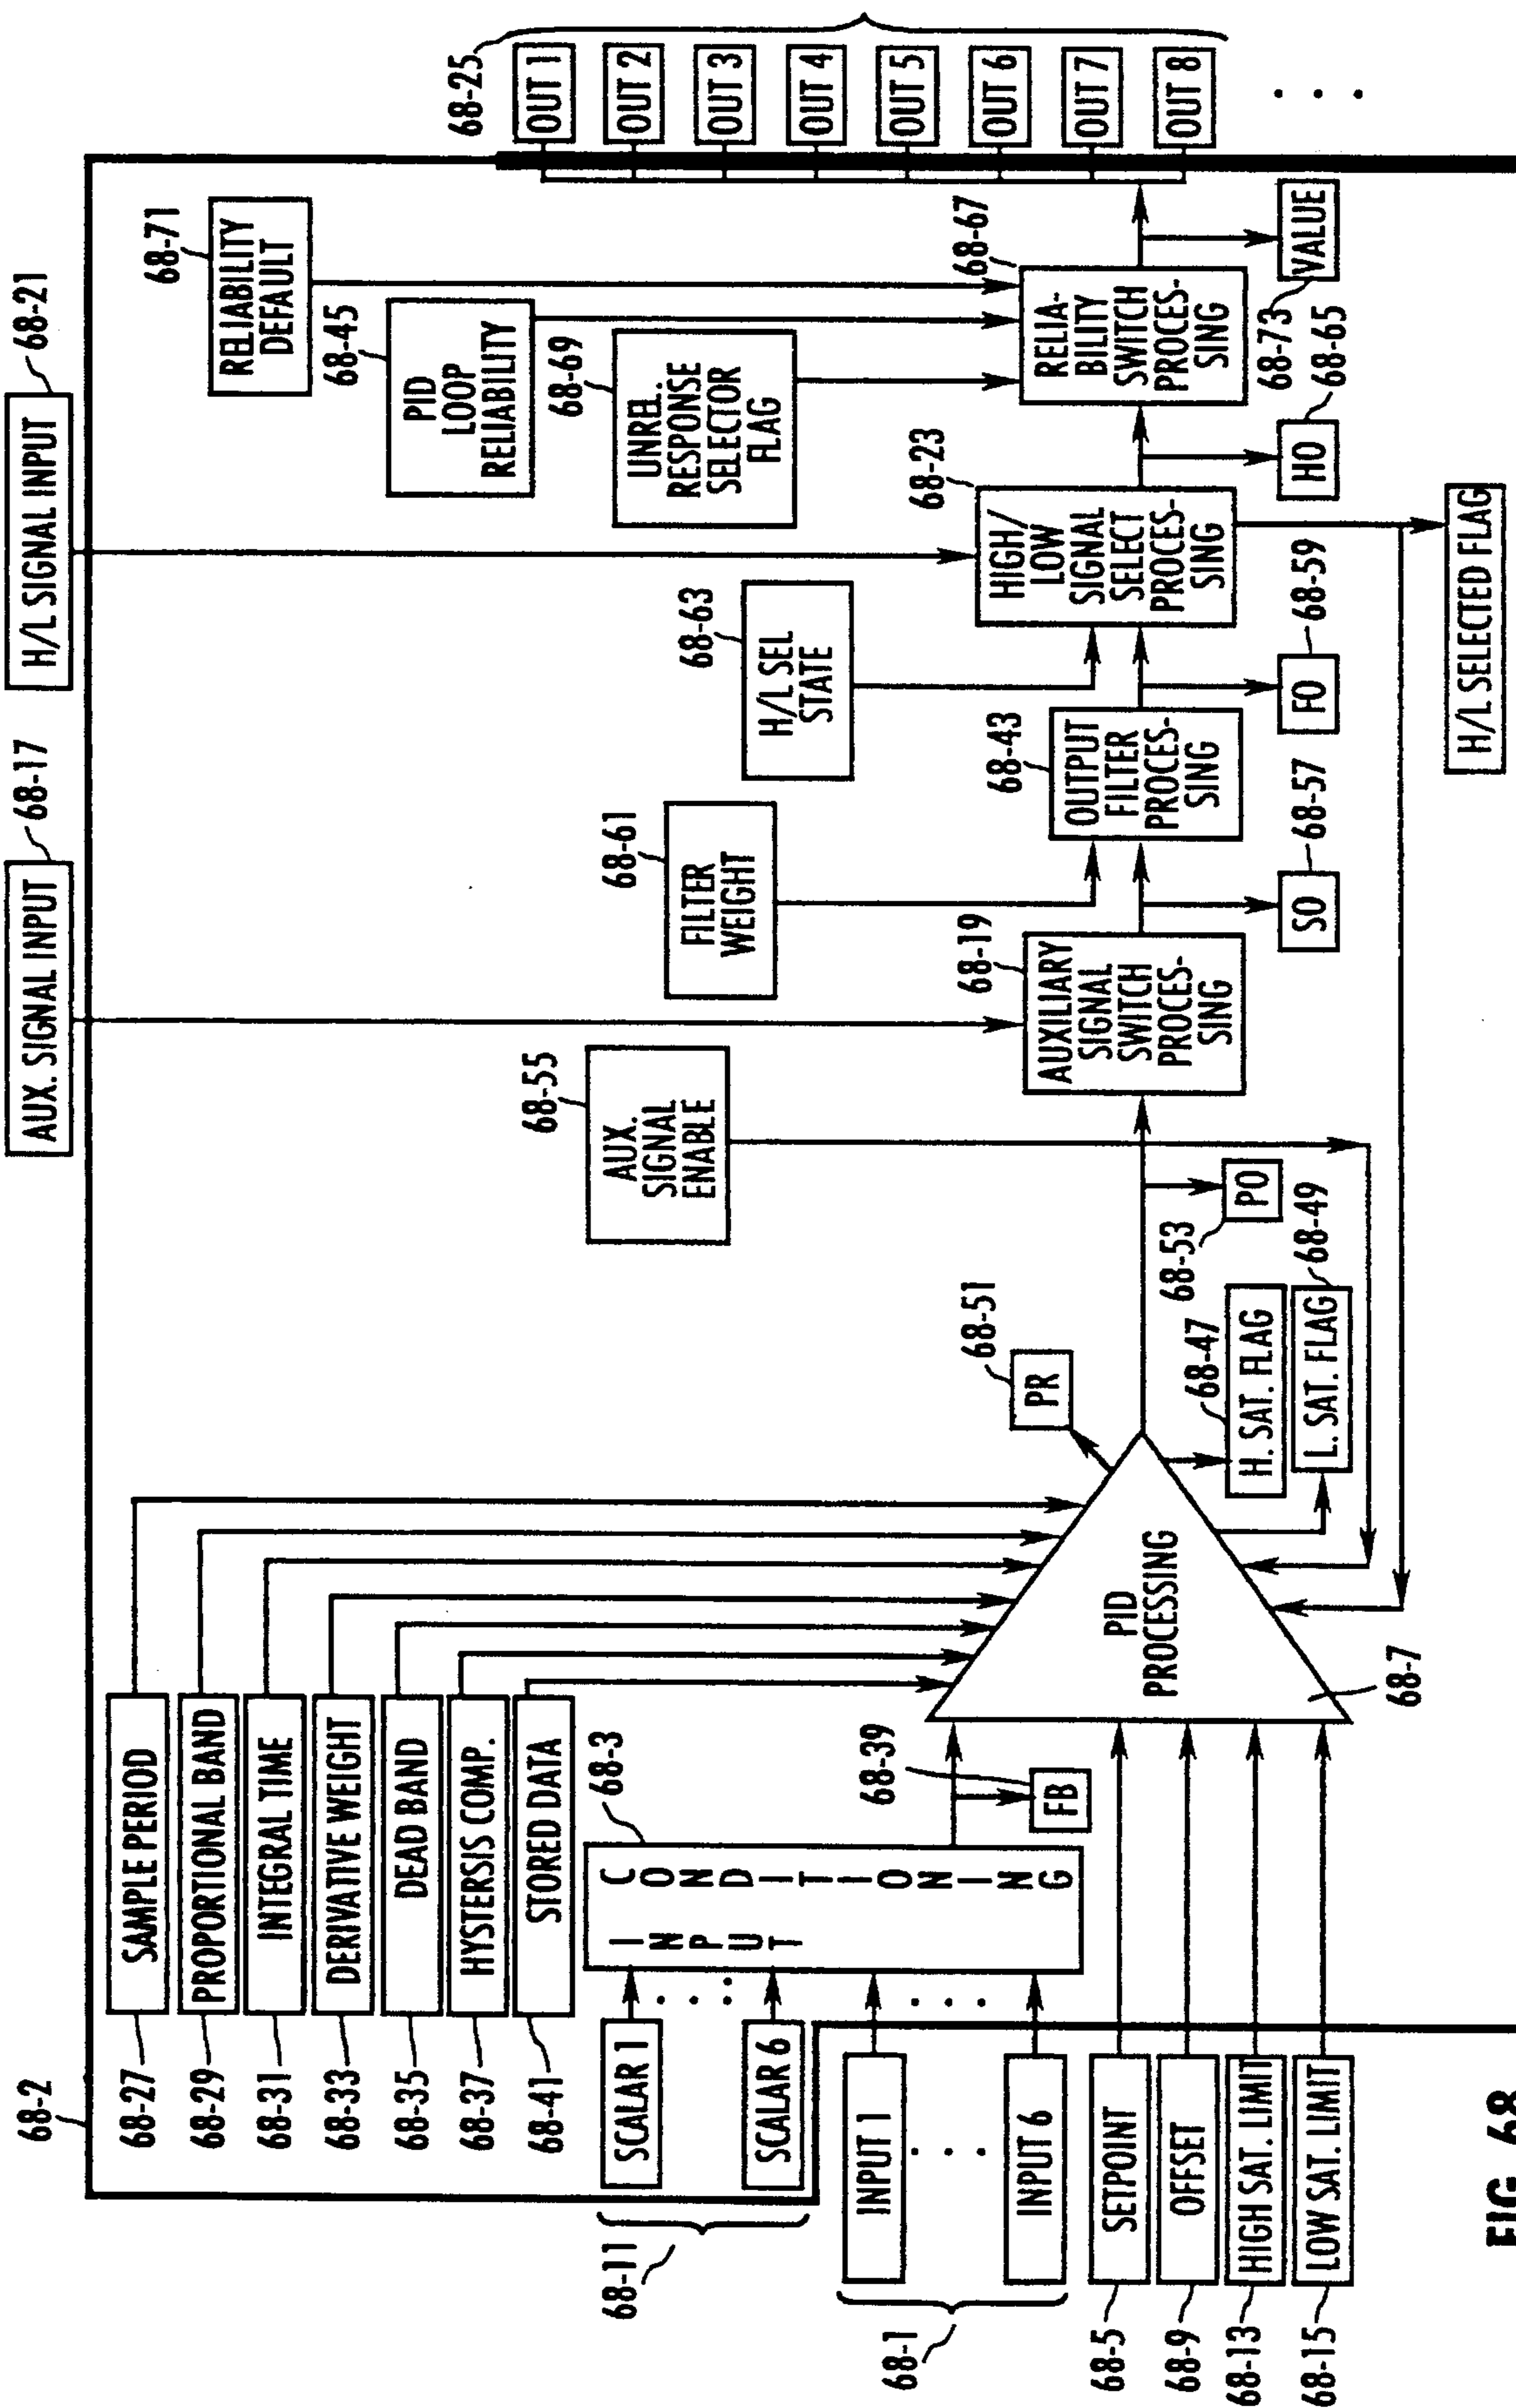 AUX. SIGNAL INPUT
68-17
H/L SIGNAL INPUT
68-21
68-2
68-27
SAMPLE PERIOD
68-29
PROPORTIONAL BAND
68-31
INTEGRAL TIME
68-33
DERIVATIVE WEIGHT
68-35
DEAD BAND
68-37
HYSTERSIS COMP.
68-41
STORED DATA
68-11
SCALAR 1
SCALAR 6
68-3
INPUT
CONDITIONING
68-1
INPUT 1
INPUT 6
68-5
SETPOINT
68-9
OFFSET
68-13
HIGH SAT. LIMIT
68-15
LOW SAT. LIMIT
68-39
FB
PID
PROCESSING
68-7
68-51
PR
68-47
H. SAT. FLAG
L. SAT. FLAG
68-49
68-53
PO
68-55
AUX.
SIGNAL
ENABLE
68-19
AUXILIARY
SIGNAL
SWITCH
PROCES-
SING
SO
68-57
68-61
FILTER
WEIGHT
68-43
OUTPUT
FILTER
PROCES-
SING
FO
68-59
68-63
H/L SEL
STATE
68-23
HIGH/
LOW
SIGNAL
SELECT
PROCES-
SING
HO
68-65
H/L SELECTED FLAG
68-71
RELIABILITY
DEFAULT
68-45
PID
LOOP
RELIABILITY
68-69
UNREL.
RESPONSE
SELECTOR
FLAG
68-67
RELIA-
BILITY
SWITCH
PROCES-
SING
68-73
VALUE
68-25
OUT 1
OUT 2
OUT 3
OUT 4
OUT 5
OUT 6
OUT 7
OUT 8
FIG. 68